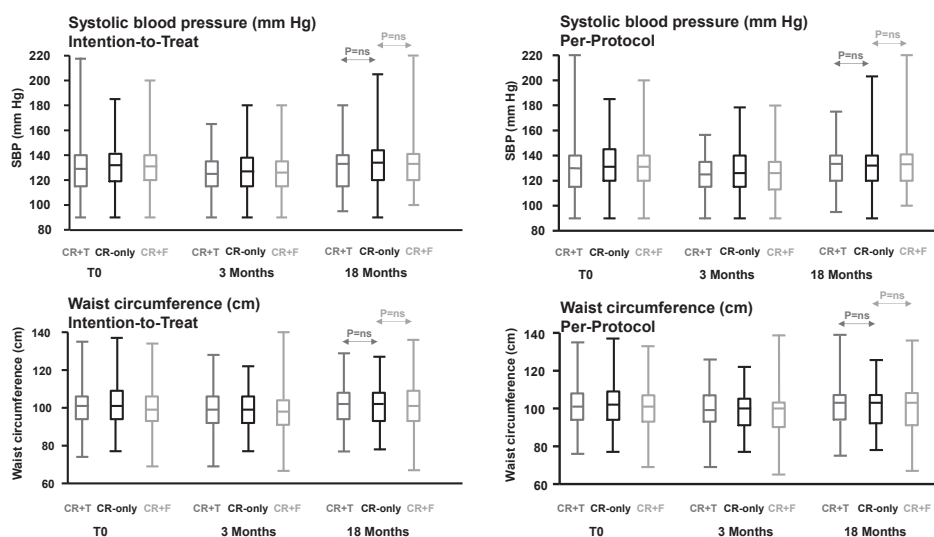 Systolic blood pressure (mm Hg)
Intention-to-Treat
P=ns
P=ns
SBP (mm Hg)
220
200
180
160
140
120
100
80
CR+T CR-only CR+F
CR+T CR-only CR+F
CR+T CR-only CR+F
T0
3 Months
18 Months
Systolic blood pressure (mm Hg)
Per-Protocol
P=ns
P=ns
SBP (mm Hg)
220
200
180
160
140
120
100
80
CR+T CR-only CR+F
CR+T CR-only CR+F
CR+T CR-only CR+F
T0
3 Months
18 Months
Waist circumference (cm)
Intention-to-Treat
P=ns
P=ns
Waist circumference (cm)
140
120
100
80
60
CR+T CR-only CR+F
CR+T CR-only CR+F
CR+T CR-only CR+F
T0
3 Months
18 Months
Waist circumference (cm)
Per-Protocol
P=ns
P=ns
Waist circumference (cm)
140
120
100
80
60
CR+T CR-only CR+F
CR+T CR-only CR+F
CR+T CR-only CR+F
T0
3 Months
18 Months